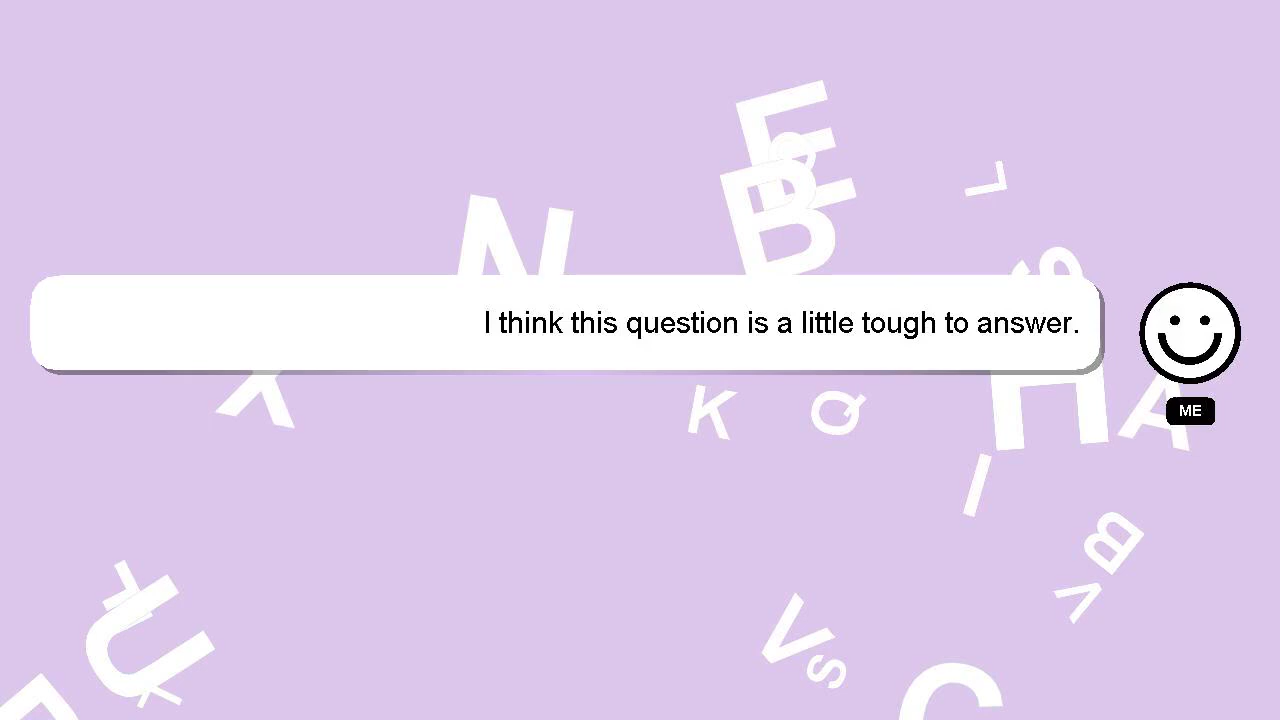 E
B
L
N
S
I think this question is a little tough to answer.
X
K
Q
H
A
ME
I
B
V
U
V
S
C